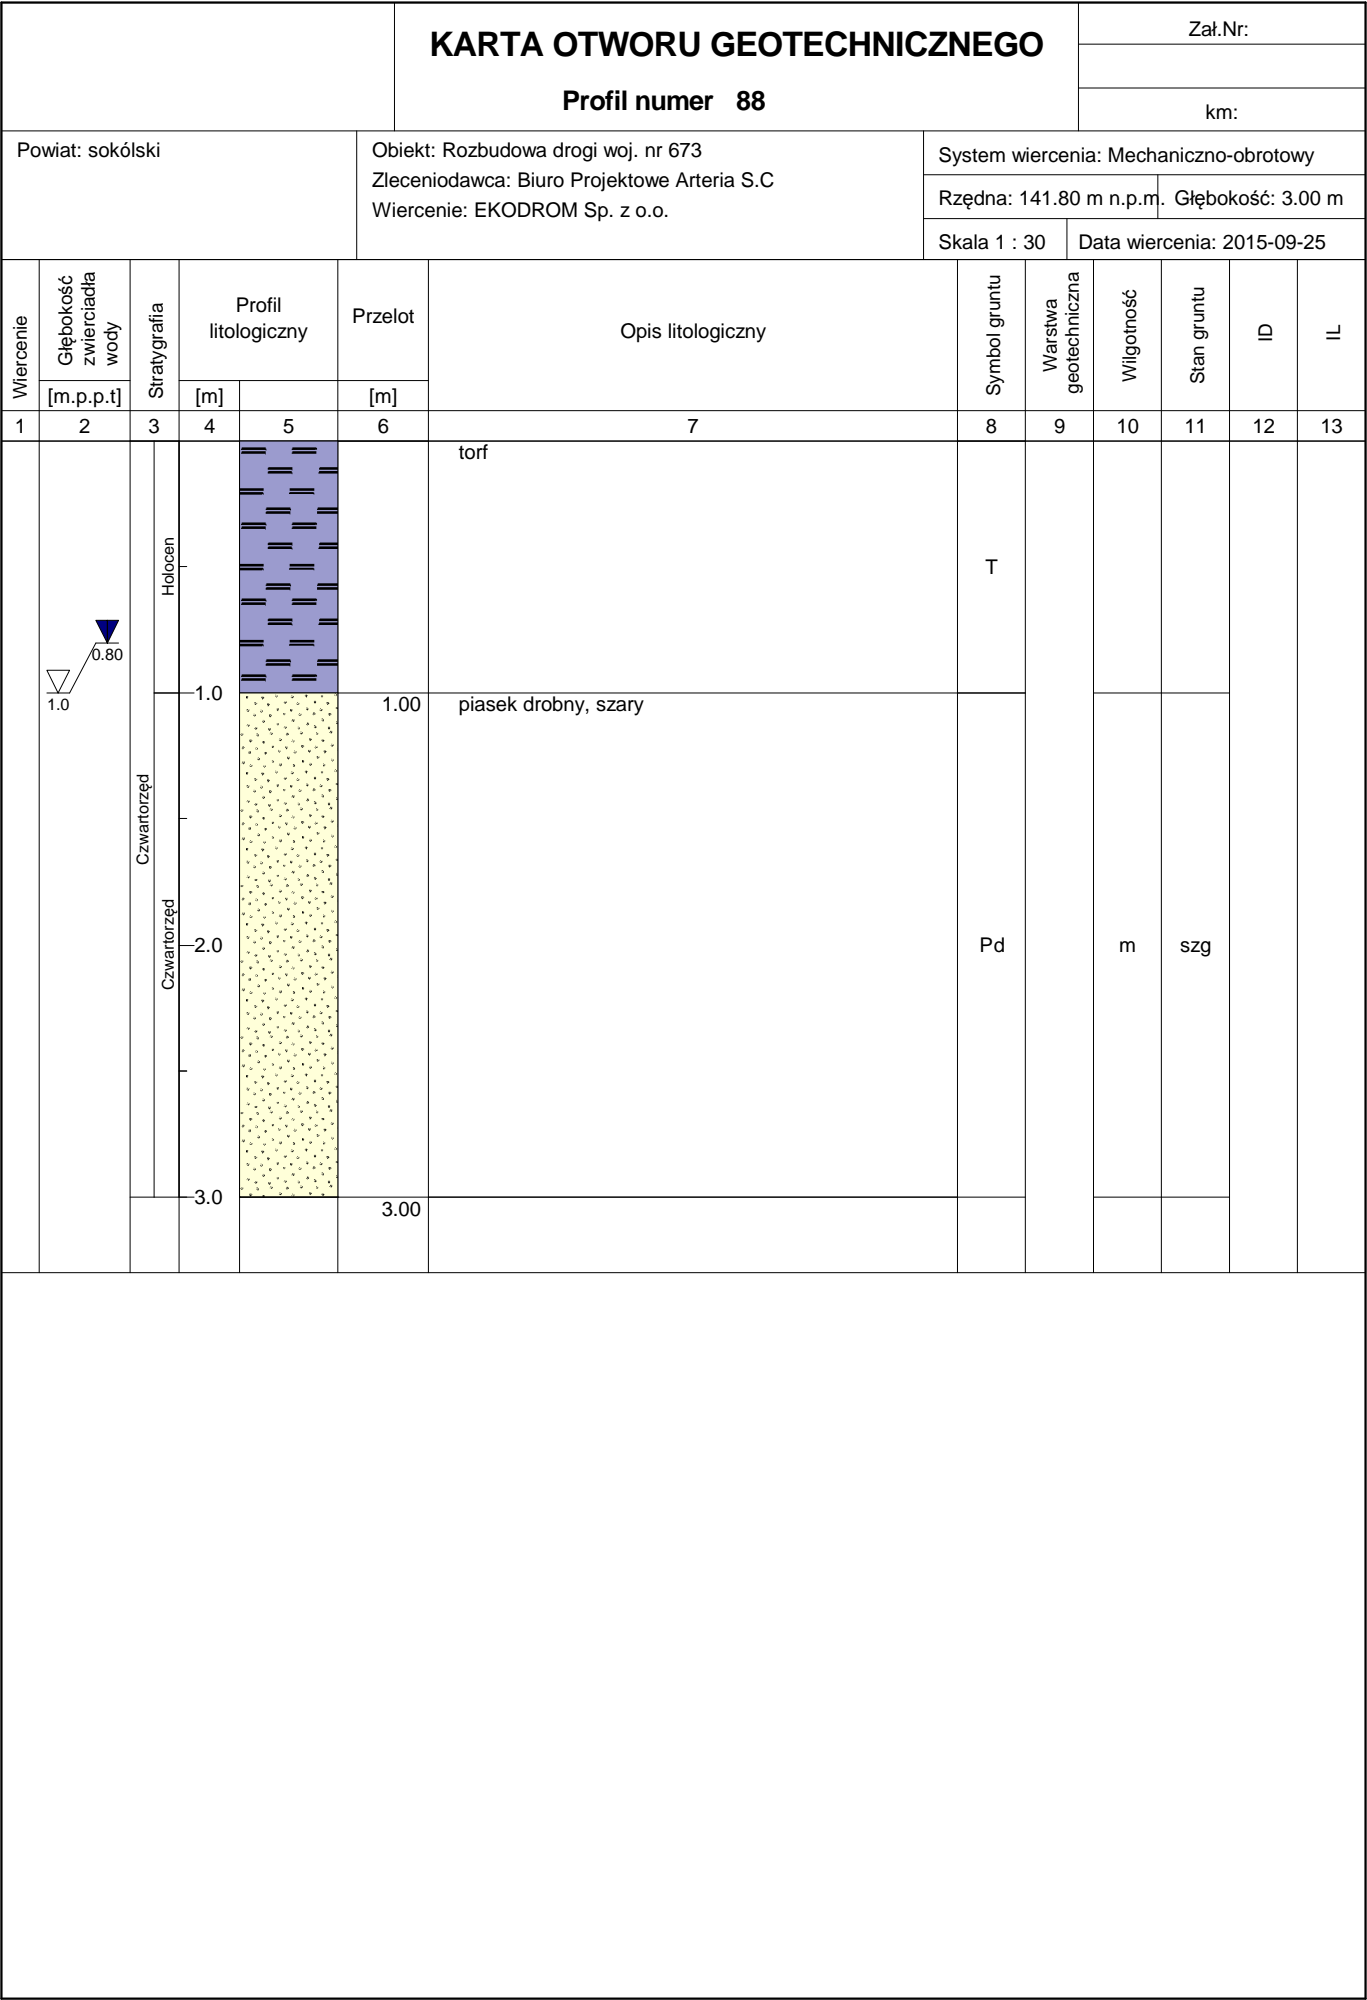 KARTA OTWORU GEOTECHNICZNEGO
Profil numer 88
Zał.Nr:
km:
Powiat: sokólski
Obiekt: Rozbudowa drogi woj. nr 673
Zleceniodawca: Biuro Projektowe Arteria S.C
Wiercenie: EKODROM Sp. z o.o.
System wiercenia: Mechaniczno-obrotowy
Rzędna: 141.80 m n.p.m. Głębokość: 3.00 m
Skala 1 : 30 Data wiercenia: 2015-09-25
Wiercenie
Głębokość
zwierciadła
wody
[m.p.p.t]
Stratygrafia
Profil
litologiczny
[m]
Przelot
[m]
Opis litologiczny
Symbol gruntu
Warstwa
geotechniczna
Wilgotność
Stan gruntu
ID
IL
1 2 3 4 5 6 7 8 9 10 11 12 13
torf
Holocen
T
0.80
1.0
1.0
1.00
piasek drobny, szary
Czwartorzęd
Czwartorzęd
2.0
Pd
m
szg
3.0
3.00